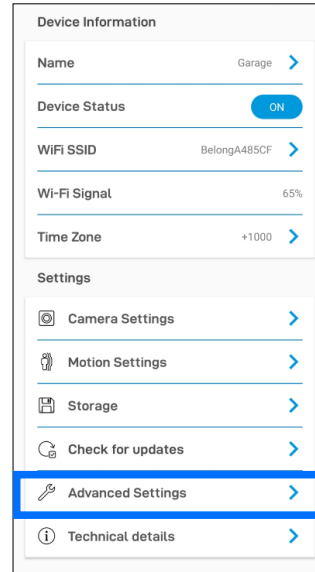 Device Information
Name Garage
Device Status ON
WiFi SSID BelongA485CF
Wi-Fi Signal 65%
Time Zone +1000
Settings
Camera Settings
Motion Settings
Storage
Check for updates
Advanced Settings
Technical details